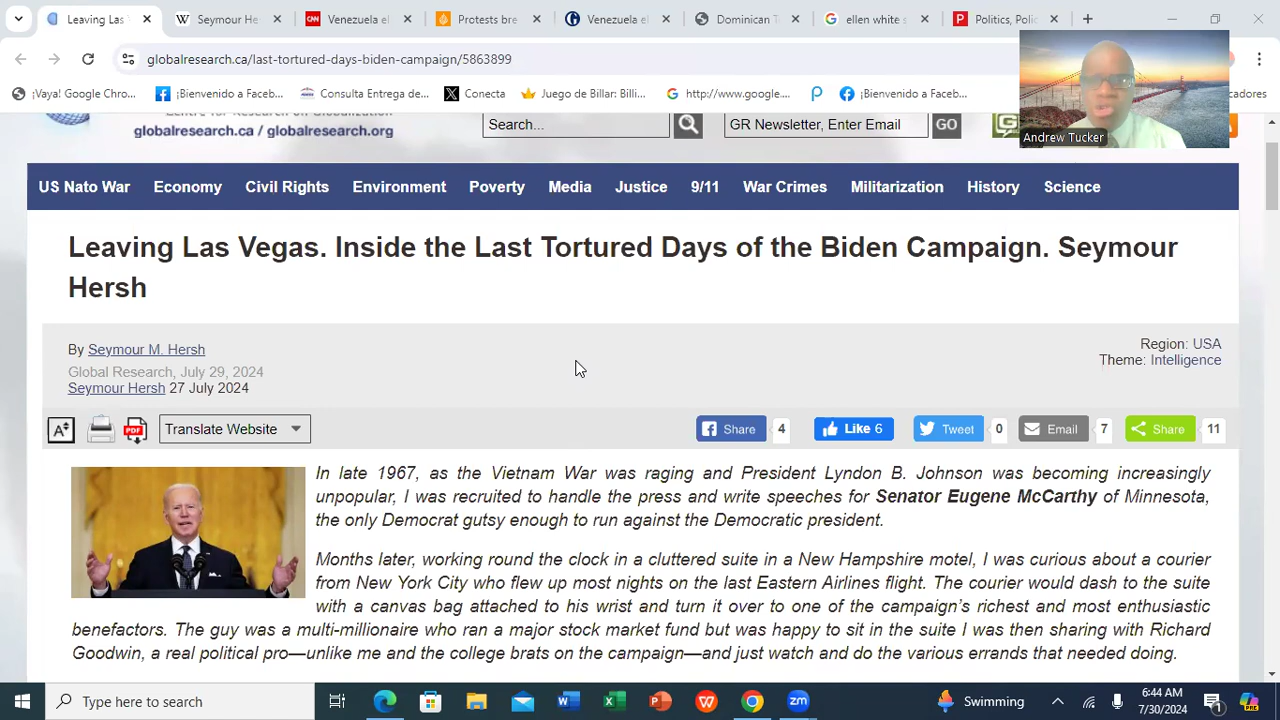 Leaving Las
Seymour He
Venezuela el
Protests bre
Venezuela el
Dominican T
ellen white s
Politics, Poli
globalresearch.ca/last-tortured-days-biden-campaign/5863899
¡Vaya! Google Chro...
¡Bienvenido a Faceb...
Consulta Entrega de...
Conecta
Juego de Billar: Billi...
http://www.google....
¡Bienvenido a Faceb...
cadores
Andrew Tucker
globalresearch.ca / globalresearch.org
Search...
GR Newsletter, Enter Email
GO
US Nato War Economy Civil Rights Environment Poverty Media Justice 9/11 War Crimes Militarization History Science
Leaving Las Vegas. Inside the Last Tortured Days of the Biden Campaign. Seymour
Hersh
By Seymour M. Hersh
Global Research, July 29, 2024
Seymour Hersh 27 July 2024
Region: USA
Theme: Intelligence
Translate Website
Share 4
Like 6
Tweet 0
Email 7
Share 11
In late 1967, as the Vietnam War was raging and President Lyndon B. Johnson was becoming increasingly
unpopular, I was recruited to handle the press and write speeches for Senator Eugene McCarthy of Minnesota,
the only Democrat gutsy enough to run against the Democratic president.
Months later, working round the clock in a cluttered suite in a New Hampshire motel, I was curious about a courier
from New York City who flew up most nights on the last Eastern Airlines flight. The courier would dash to the suite
with a canvas bag attached to his wrist and turn it over to one of the campaign's richest and most enthusiastic
benefactors. The guy was a multi-millionaire who ran a major stock market fund but was happy to sit in the suite I was then sharing with Richard
Goodwin, a real political pro—unlike me and the college brats on the campaign—and just watch and do the various errands that needed doing.
Type here to search
Swimming
6:44 AM
7/30/2024